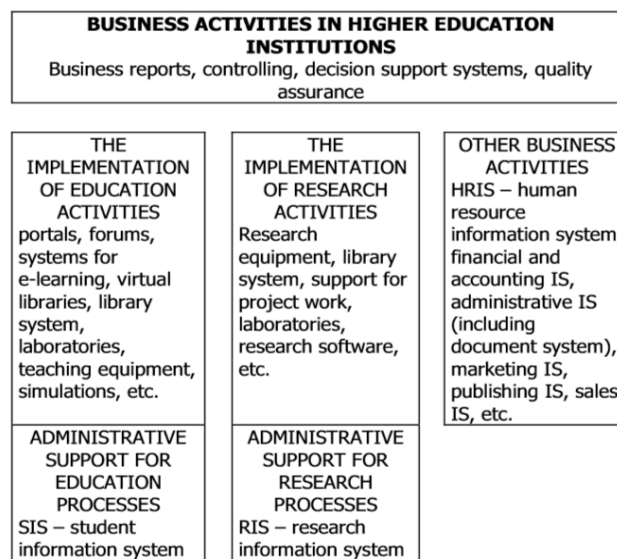 BUSINESS ACTIVITIES IN HIGHER EDUCATION
INSTITUTIONS
Business reports, controlling, decision support systems, quality
assurance
THE
IMPLEMENTATION
OF EDUCATION
ACTIVITIES
portals, forums,
systems for
e-learning, virtual
libraries, library
system,
laboratories,
teaching equipment,
simulations, etc.
ADMINISTRATIVE
SUPPORT FOR
EDUCATION
PROCESSES
SIS – student
information system
THE
IMPLEMENTATION
OF RESEARCH
ACTIVITIES
Research
equipment, library
system, support for
project work,
laboratories,
research software,
etc.
ADMINISTRATIVE
SUPPORT FOR
RESEARCH
PROCESSES
RIS – research
information system
OTHER BUSINESS
ACTIVITIES
HRIS – human
resource
information system
financial and
accounting IS,
administrative IS
(including
document system),
marketing IS,
publishing IS, sales
IS, etc.